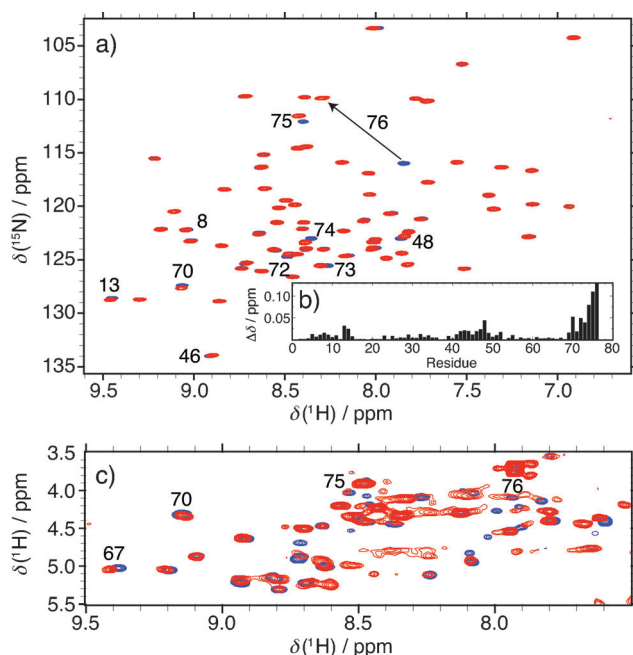 a)
105
110
115
120
125
130
135
δ(¹⁵N) / ppm
75
76
8
74
48
13
70
72
73
46
b)
0.10
0.05
Δδ / ppm
0 10 20 30 40 50 60 70 80
Residue
9.5 9.0 8.5 8.0 7.5 7.0
δ(¹H) / ppm
c)
3.5
4.0
4.5
5.0
5.5
δ(¹H) / ppm
75
76
70
67
9.5 9.0 8.5 8.0
δ(¹H) / ppm